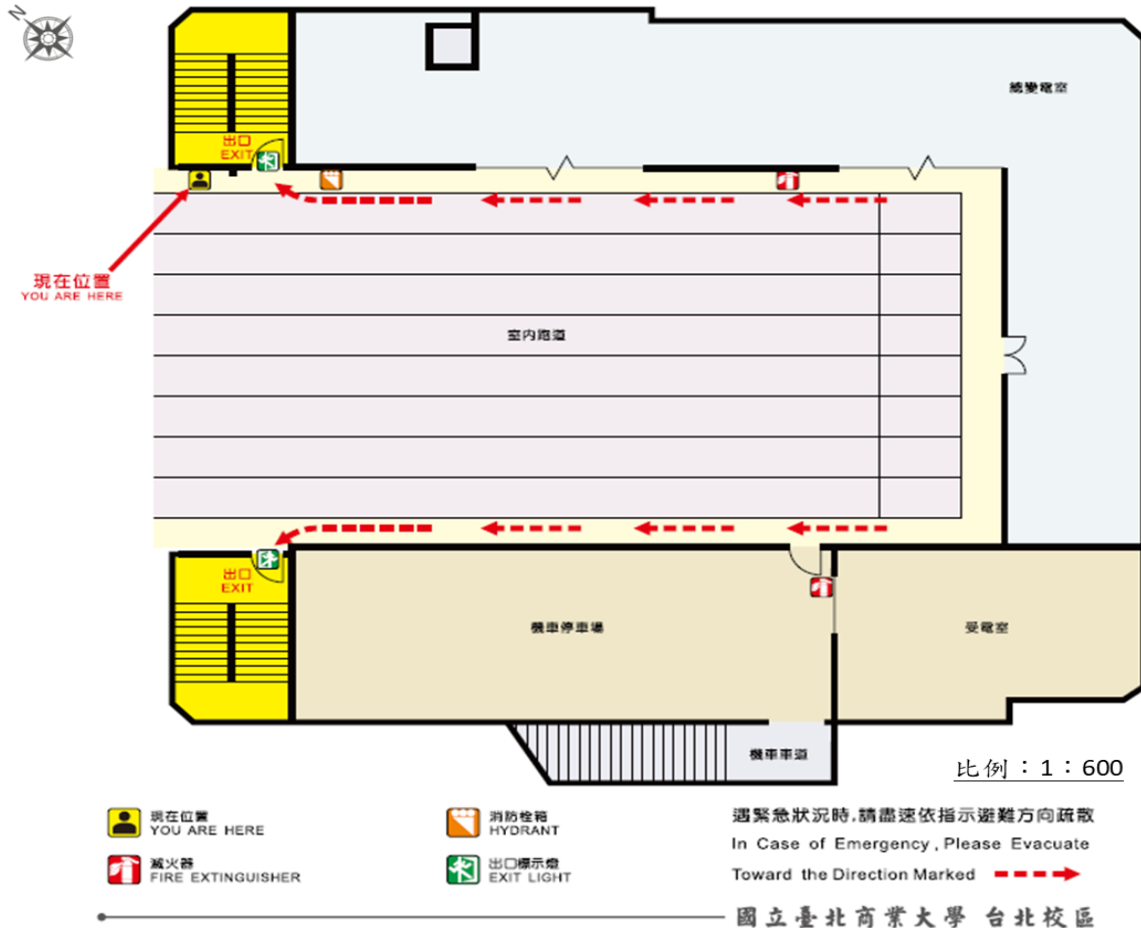 N
總變電室
出口
EXIT
現在位置
YOU ARE HERE
室內跑道
出口
EXIT
機車停車場
受電室
機車車道
比例：1：600
現在位置
YOU ARE HERE
消防栓箱
HYDRANT
滅火器
FIRE EXTINGUISHER
出口標示燈
EXIT LIGHT
遇緊急狀況時,請盡速依指示避難方向疏散
In Case of Emergency, Please Evacuate
Toward the Direction Marked
國立臺北商業大學 台北校區